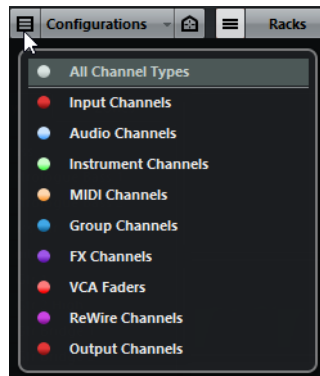 Configurations Racks
All Channel Types
Input Channels
Audio Channels
Instrument Channels
MIDI Channels
Group Channels
FX Channels
VCA Faders
ReWire Channels
Output Channels